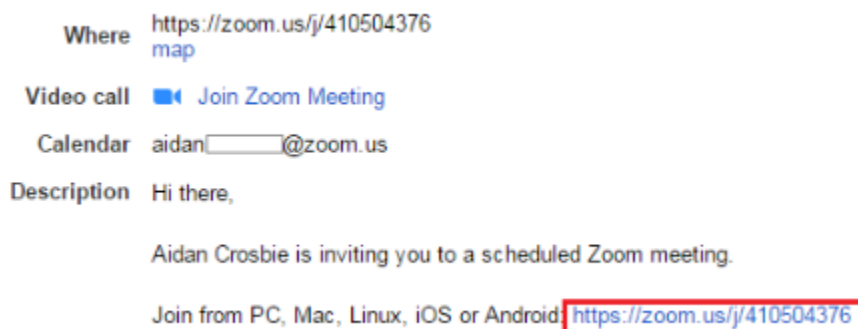 Where https://zoom.us/j/410504376
map
Video call Join Zoom Meeting
Calendar aidan @zoom.us
Description Hi there,
Aidan Crosbie is inviting you to a scheduled Zoom meeting.
Join from PC, Mac, Linux, iOS or Android: https://zoom.us/j/410504376